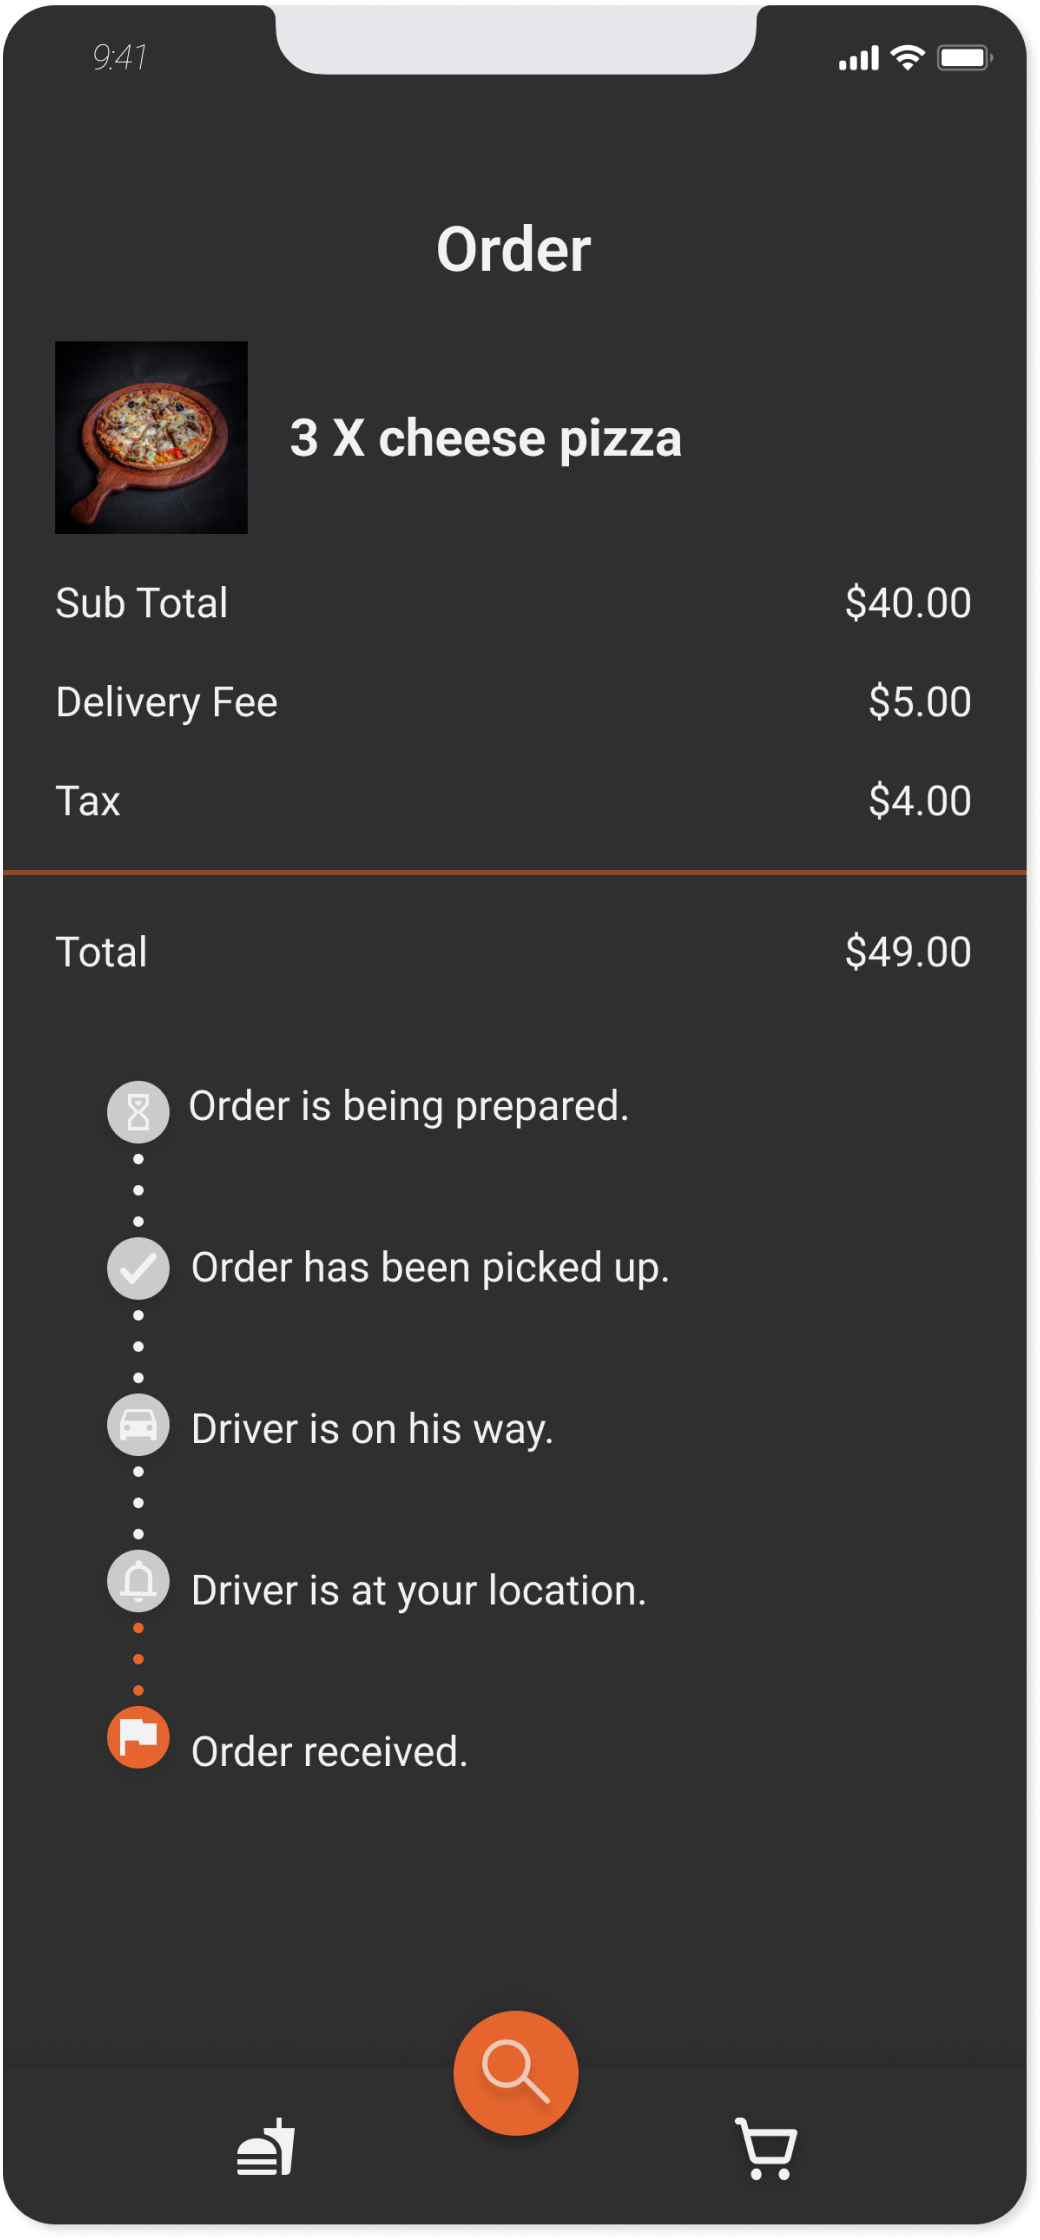 9:41
Order
3 X cheese pizza
Sub Total $40.00
Delivery Fee $5.00
Tax $4.00
Total $49.00
Order is being prepared.
Order has been picked up.
Driver is on his way.
Driver is at your location.
Order received.